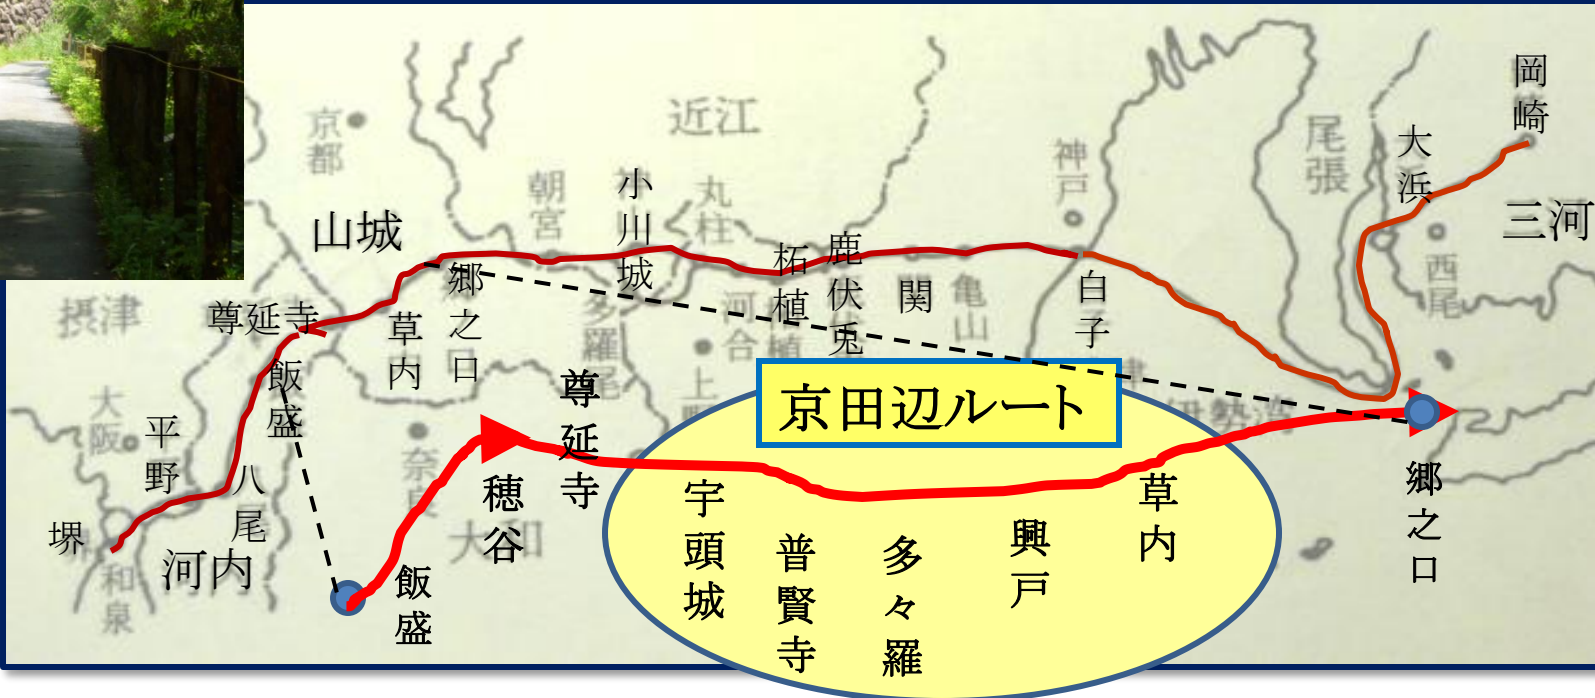 岡崎
尾張
大浜
近江
京都
神戸
朝宮
小川城
丸柱
三河
山城
西尾
柘植
鹿伏兎
関
亀山
白子
郷之口
摂津
尊延寺
草内
多羅尾
河合
飯盛
大阪
平野
八尾
奈良
堺
河内
和泉
大和
伊勢湾
京田辺ルート
尊延寺
穂谷
飯盛
宇頭城
普賢寺
多々羅
興戸
草内
郷之口